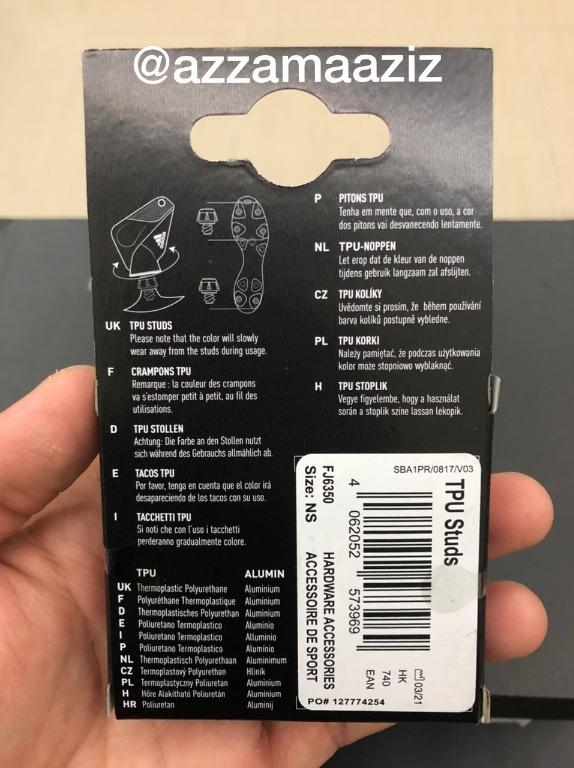 @azzamaaziz
UK TPU STUDS
Please note that the color will slowly
wear away from the studs during usage.
F CRAMPONS TPU
Remarque : la couleur des crampons
va s'estomper petit à petit, au fil des
utilisations.
D TPU STOLLEN
Achtung: Die Farbe an den Stollen nutzt
sich während des Gebrauchs allmählich ab.
E TACOS TPU
Por favor, tenga en cuenta que el color irá
desapareciendo de los tacos con su uso.
I TACCHETTI TPU
Si noti che con l'uso i tacchetti
perderanno gradualmente colore.
P PITONS TPU
Tenha em mente que, com o uso, a cor
dos pitons vai desvanecendo lentamente.
NL TPU-NOPPEN
Let erop dat de kleur van de noppen
tijdens gebruik langzaam zal afslijten.
CZ TPU KOLÍKY
Uvědomte si prosím, že během používání
barva kolíků postupně vybledne.
PL TPU KORKI
Należy pamiętać, że podczas użytkowania
kolor może stopniowo wyblaknąć.
H TPU STOPLIK
Vegye figyelembe, hogy a használat
során a stoplik színe lassan lekopik.
TPU ALUMIN
UK Thermoplastic Polyurethane Aluminium
F Polyuréthane Thermoplastique Aluminium
D Thermoplastisches Polyurethan Aluminium
E Poliuretano Termoplastico Aluminio
I Poliuretano Termoplastico Alluminio
P Poliuretano Termoplastico Aluminio
NL Thermoplastisch Polyurethaan Aluminimum
CZ Termoplastový Polyurethan Hliník
PL Termoplastyczny Poliuretan Aluminium
H Hőre Alakítható Poliuretán Aluminium
HR Poliuretan Aluminij
SBA1PR/0817/V03
TPU Studs
4 062052 573969
03/21
HK
740
EAN
FJ6350 HARDWARE ACCESSORIES
Size: NS ACCESSOIRE DE SPORT
PO# 127774254